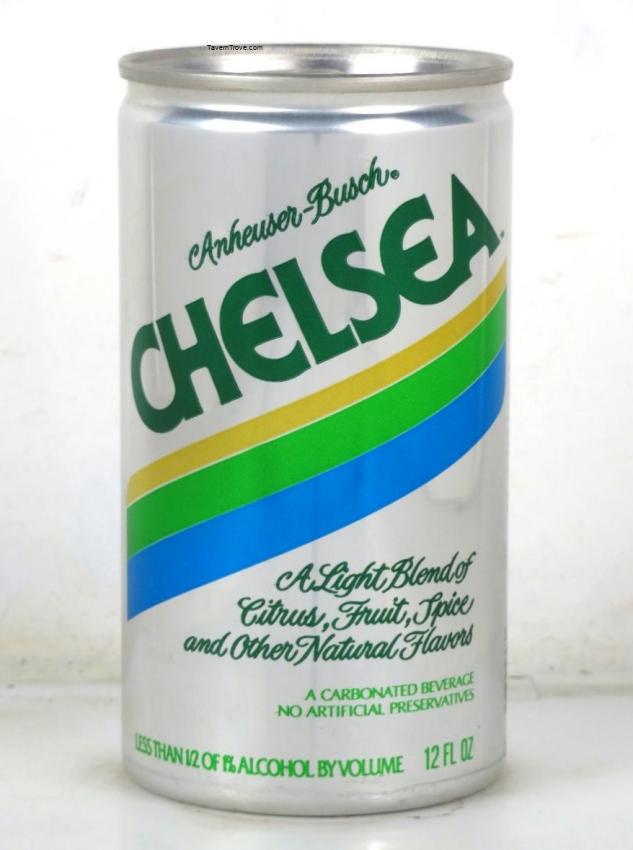 TavernTrove.com
Anheuser-Busch®
CHELSEA™
A Light Blend of
Citrus, Fruit, Spice
and Other Natural Flavors
A CARBONATED BEVERAGE
NO ARTIFICIAL PRESERVATIVES
LESS THAN 1/2 OF 1% ALCOHOL BY VOLUME 12 FL OZ